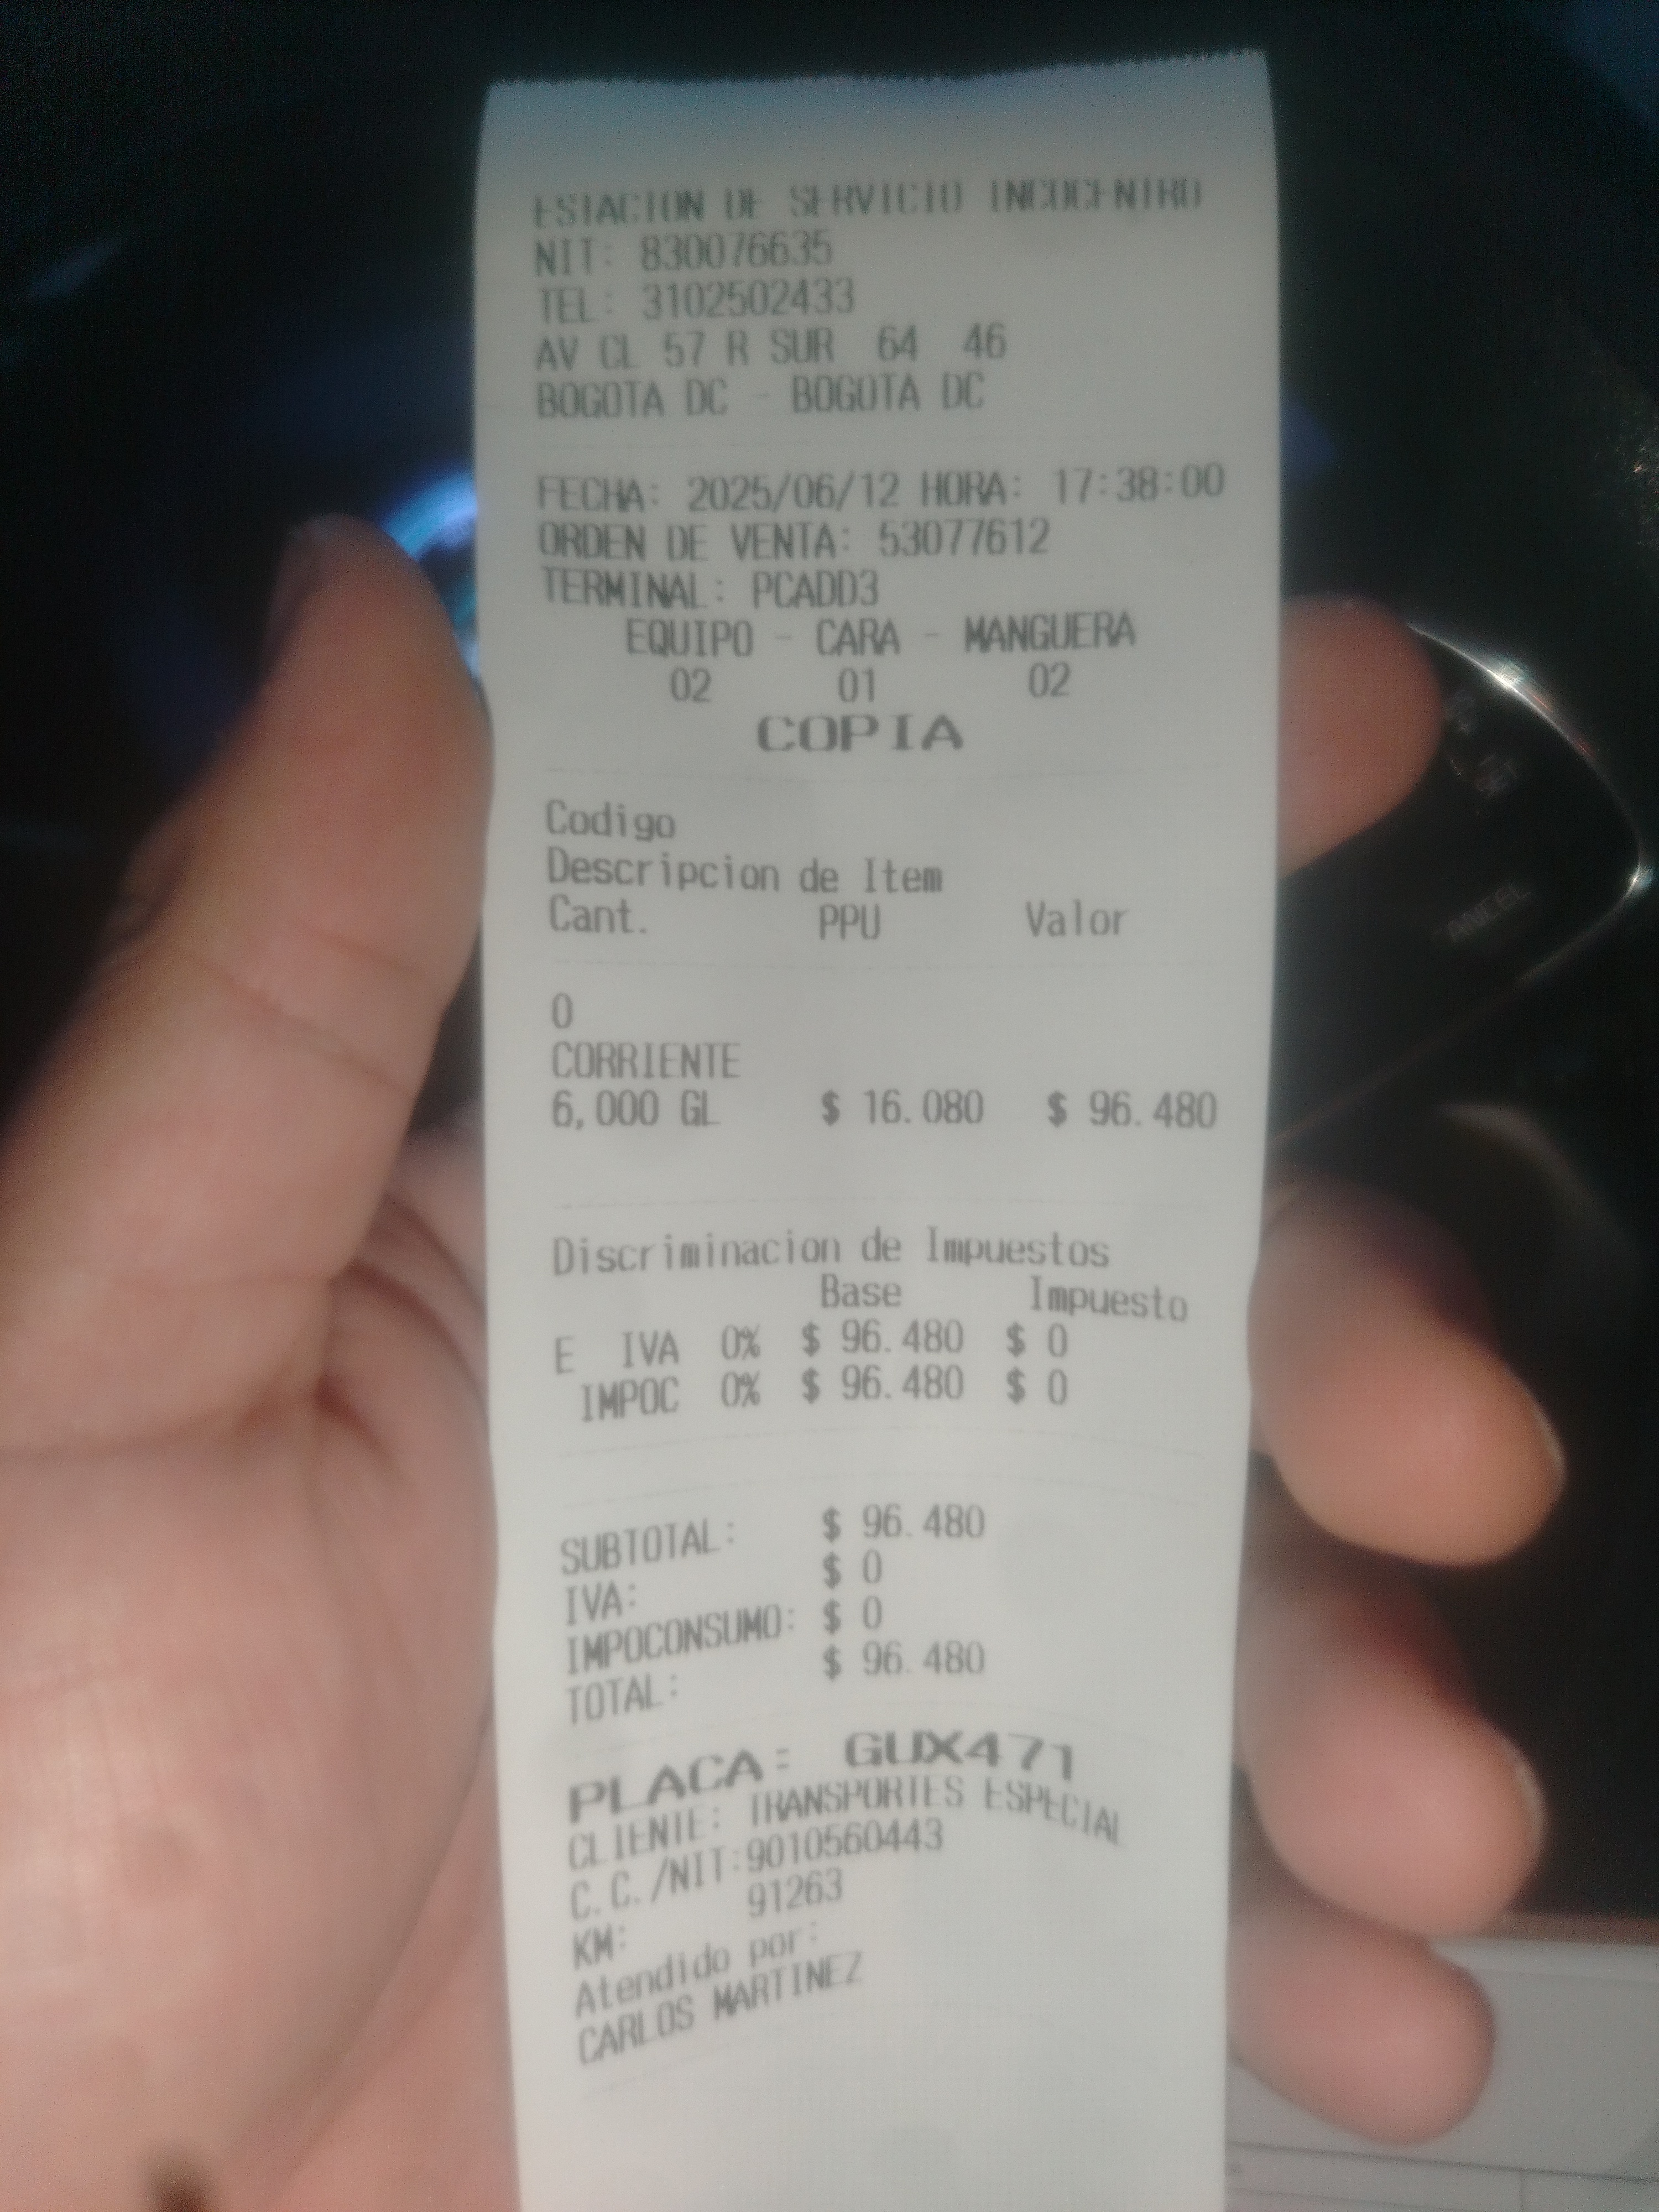 ESTACION DE SERVICIO INCOCENTRO
NIT: 830076635
TEL: 3102502433
AV CL 57 R SUR 64 46
BOGOTA DC - BOGOTA DC
FECHA: 2025/06/12 HORA: 17:38:00
ORDEN DE VENTA: 53077612
TERMINAL: PCADD3
EQUIPO - CARA - MANGUERA
02 01 02
COPIA
Codigo
Descripcion de Item
Cant. PPU Valor
0
CORRIENTE
6,000 GL $ 16.080 $ 96.480
Discriminacion de Impuestos
Base Impuesto
E IVA 0% $ 96.480 $ 0
IMPOC 0% $ 96.480 $ 0
SUBTOTAL: $ 96.480
IVA: $ 0
IMPOCONSUMO: $ 0
TOTAL: $ 96.480
PLACA: GUX471
CLIENTE: TRANSPORTES ESPECIAL
C.C./NIT:9010560443
KM: 91263
Atendido por:
CARLOS MARTINEZ